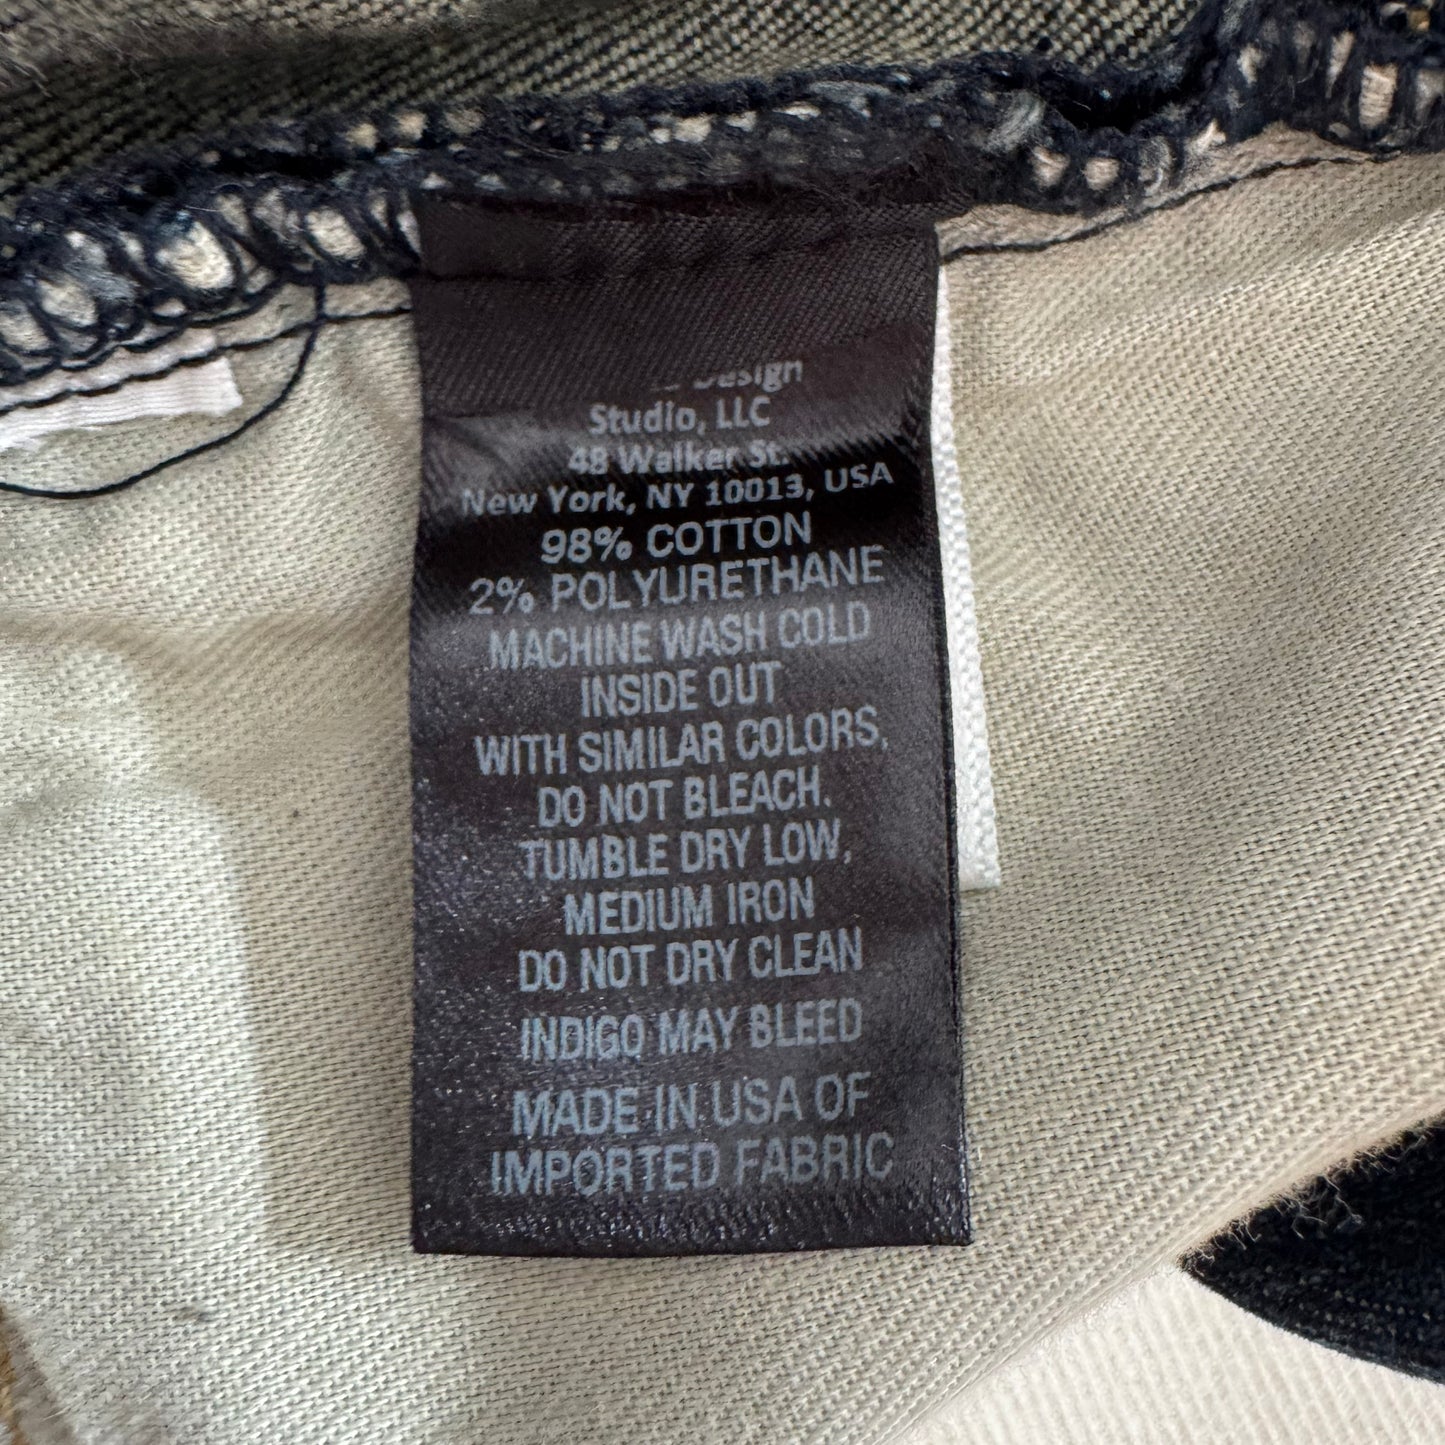 Design
Studio, LLC
48 Walker St.
New York, NY 10013, USA
98% COTTON
2% POLYURETHANE
MACHINE WASH COLD
INSIDE OUT
WITH SIMILAR COLORS,
DO NOT BLEACH.
TUMBLE DRY LOW,
MEDIUM IRON
DO NOT DRY CLEAN
INDIGO MAY BLEED
MADE IN USA OF
IMPORTED FABRIC